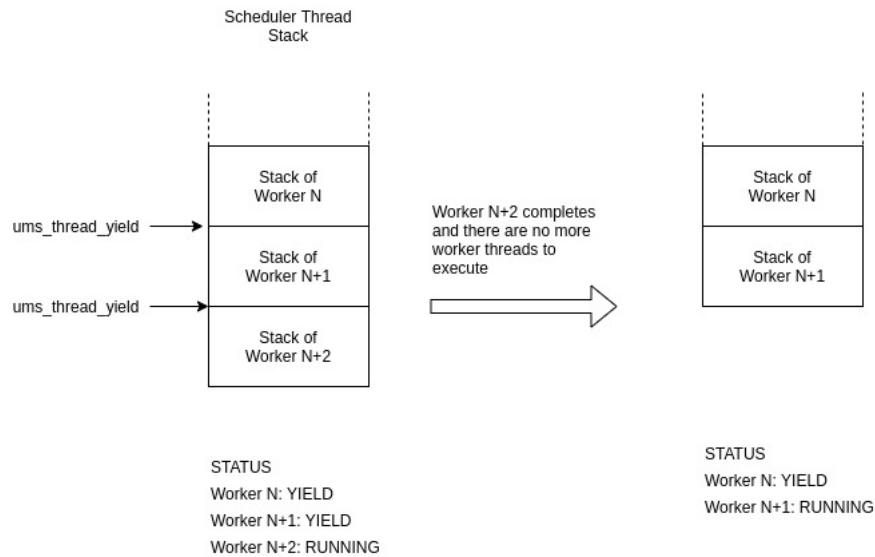 Scheduler Thread
Stack
Stack of
Worker N
ums_thread_yield
Stack of
Worker N+1
ums_thread_yield
Stack of
Worker N+2
Worker N+2 completes
and there are no more
worker threads to
execute
Stack of
Worker N
Stack of
Worker N+1
STATUS
Worker N: YIELD
Worker N+1: YIELD
Worker N+2: RUNNING
STATUS
Worker N: YIELD
Worker N+1: RUNNING